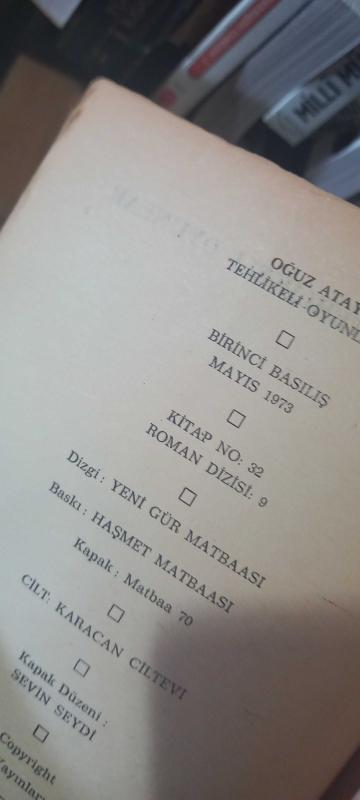 MİLLİ
OĞUZ ATAY
TEHLİKELİ OYUNL
BİRİNCİ BASILIŞ
MAYIS 1973
KİTAP NO: 32
ROMAN DİZİSİ: 9
Dizgi: YENİ GÜR MATBAASI
Baskı: HAŞMET MATBAASI
Kapak: Matbaa 70
CİLT: KARACAN CİLTEVİ
Kapak Düzeni:
SEVİN SEYDİ
Copyright
Yayınları